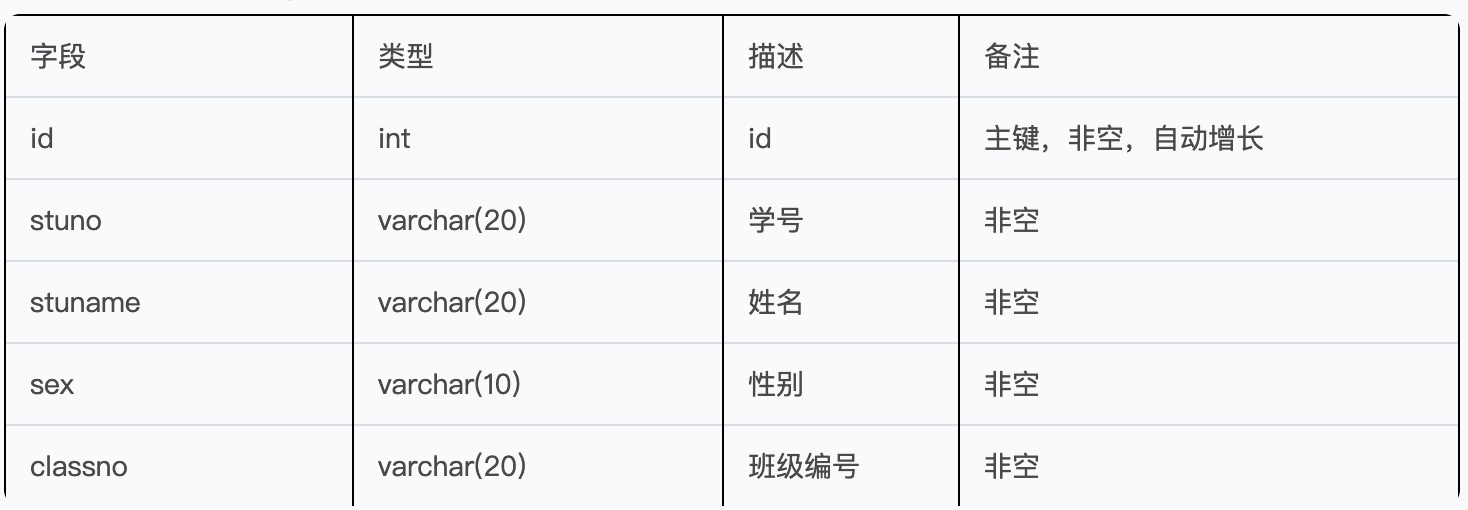 字段 类型 描述 备注
id int id 主键，非空，自动增长
stuno varchar(20) 学号 非空
stuname varchar(20) 姓名 非空
sex varchar(10) 性别 非空
classno varchar(20) 班级编号 非空